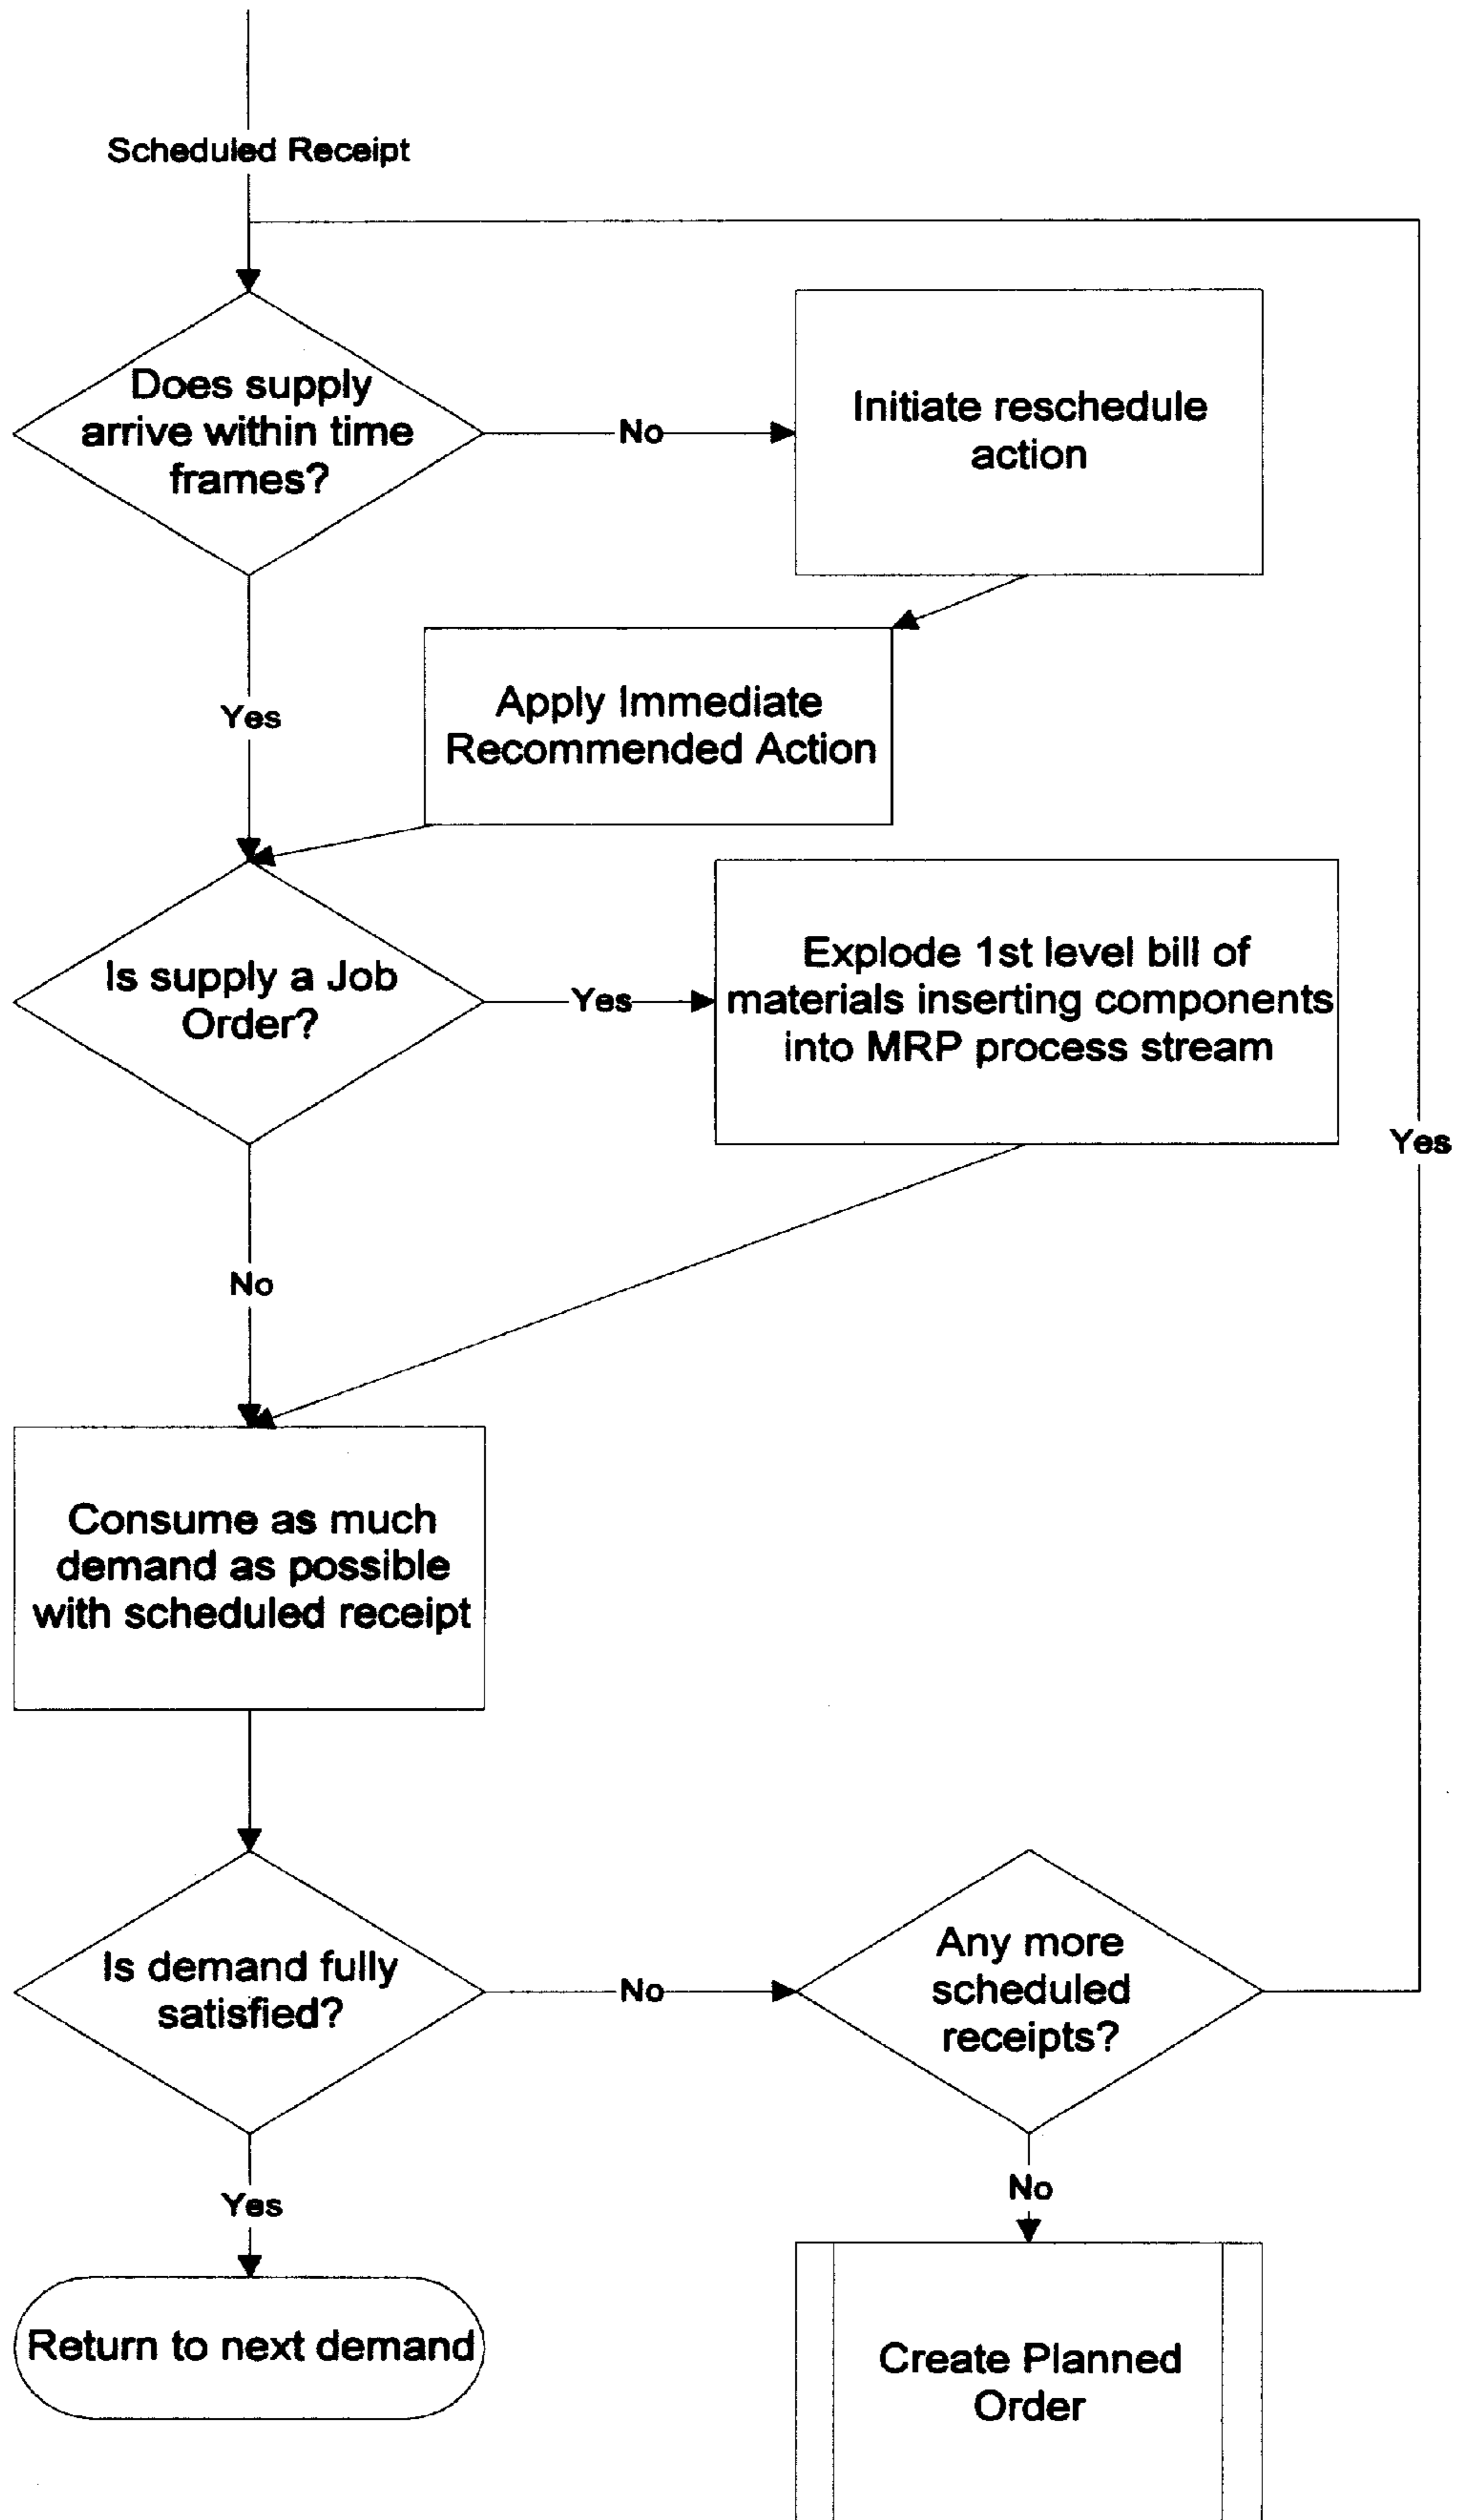 Scheduled Receipt
Does supply
arrive within time
frames?
No
Initiate reschedule
action
Yes
Apply Immediate
Recommended Action
Is supply a Job
Order?
Yes
Explode 1st level bill of
materials inserting components
into MRP process stream
Yes
No
Consume as much
demand as possible
with scheduled receipt
Is demand fully
satisfied?
No
Any more
scheduled
receipts?
Yes
No
Return to next demand
Create Planned
Order